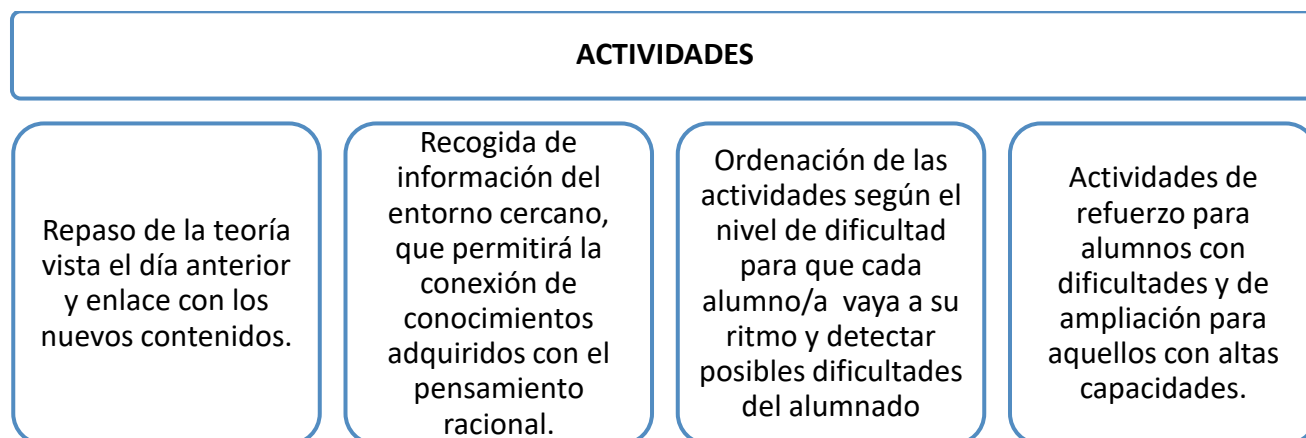 ACTIVIDADES
Repaso de la teoría
vista el día anterior
y enlace con los
nuevos contenidos.
Recogida de
información del
entorno cercano,
que permitirá la
conexión de
conocimientos
adquiridos con el
pensamiento
racional.
Ordenación de las
actividades según el
nivel de dificultad
para que cada
alumno/a vaya a su
ritmo y detectar
posibles dificultades
del alumnado
Actividades de
refuerzo para
alumnos con
dificultades y de
ampliación para
aquellos con altas
capacidades.